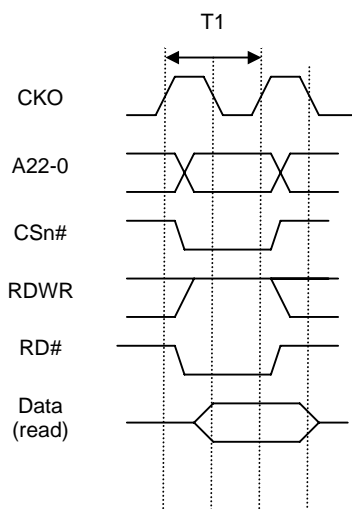 T1
CKO
A22-0
CSn#
RDWR
RD#
Data
(read)